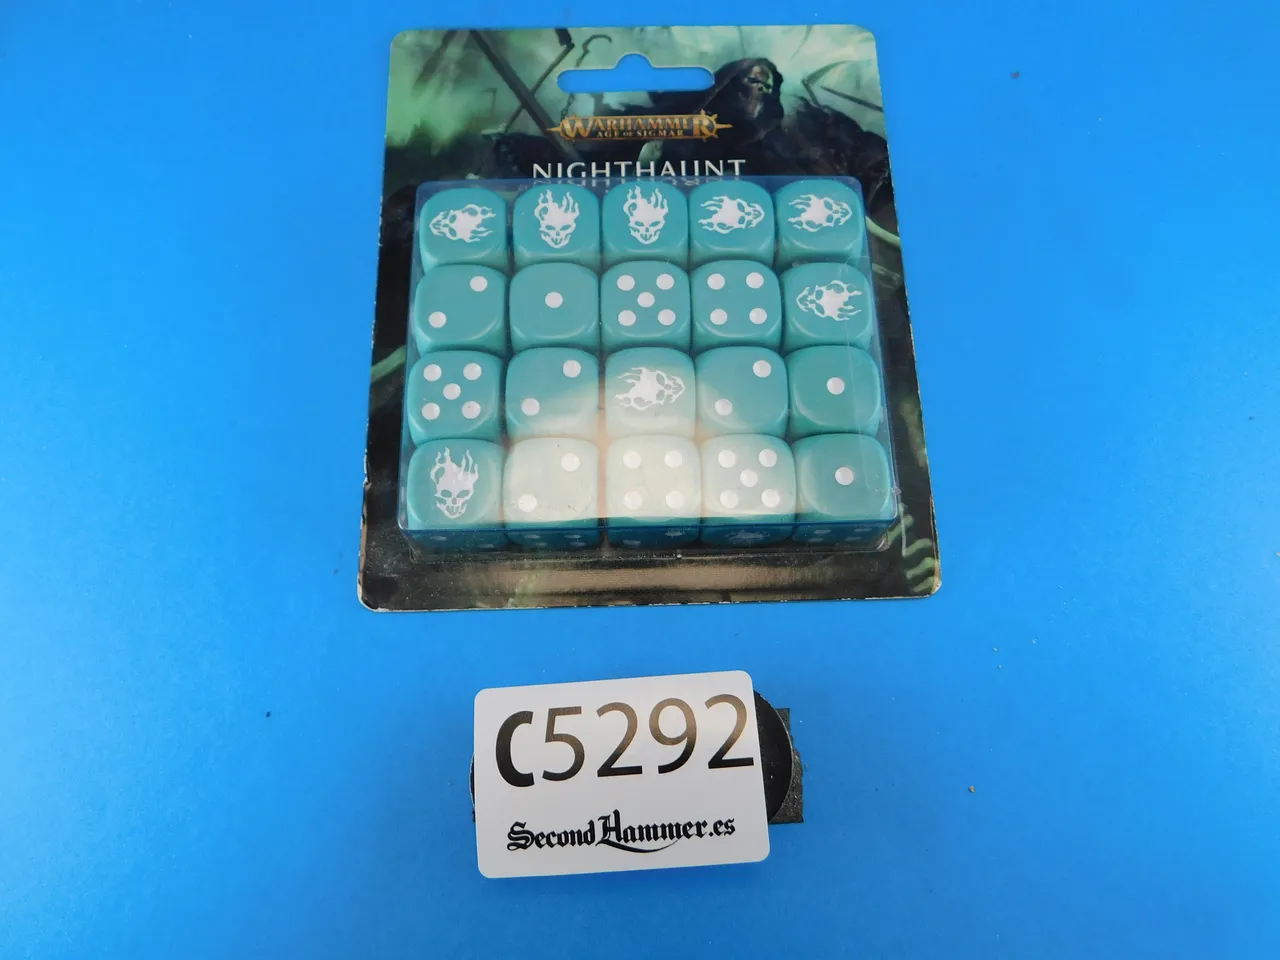 WARHAMMER
AGE OF SIGMAR
NIGHTHAUNT
C5292
SecondHammer.es